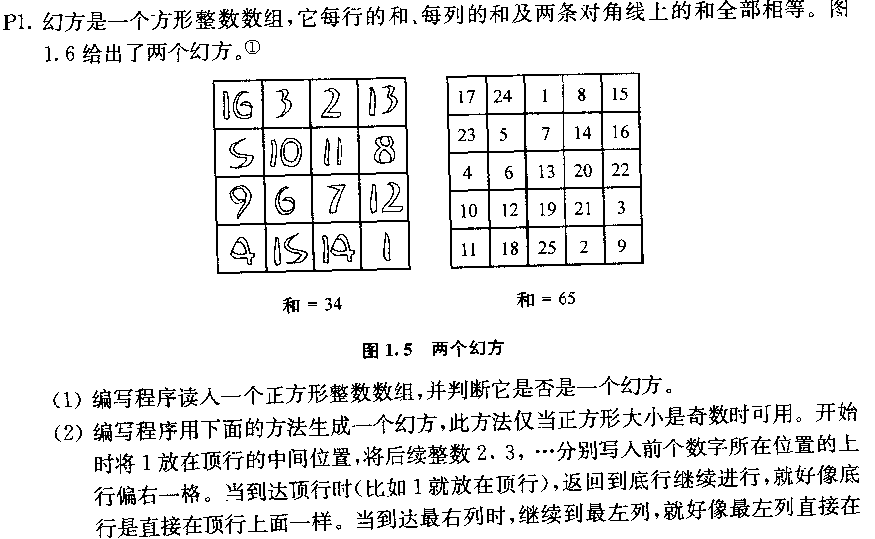 P1. 幻方是一个方形整数数组,它每行的和、每列的和及两条对角线上的和全部相等。图
1.6 给出了两个幻方。①
16 3 2 13
5 10 11 8
9 6 7 12
4 15 14 1
和 = 34
17 24 1 8 15
23 5 7 14 16
4 6 13 20 22
10 12 19 21 3
11 18 25 2 9
和 = 65
图 1.5 两个幻方
(1) 编写程序读入一个正方形整数数组,并判断它是否是一个幻方。
(2) 编写程序用下面的方法生成一个幻方,此方法仅当正方形大小是奇数时可用。开始
时将 1 放在顶行的中间位置,将后续整数 2、3,…分别写入前个数字所在位置的上
行偏右一格。当到达顶行时(比如 1 就放在顶行),返回到底行继续进行,就好像底
行是直接在顶行上面一样。当到达最右列时,继续到最左列,就好像最左列直接在